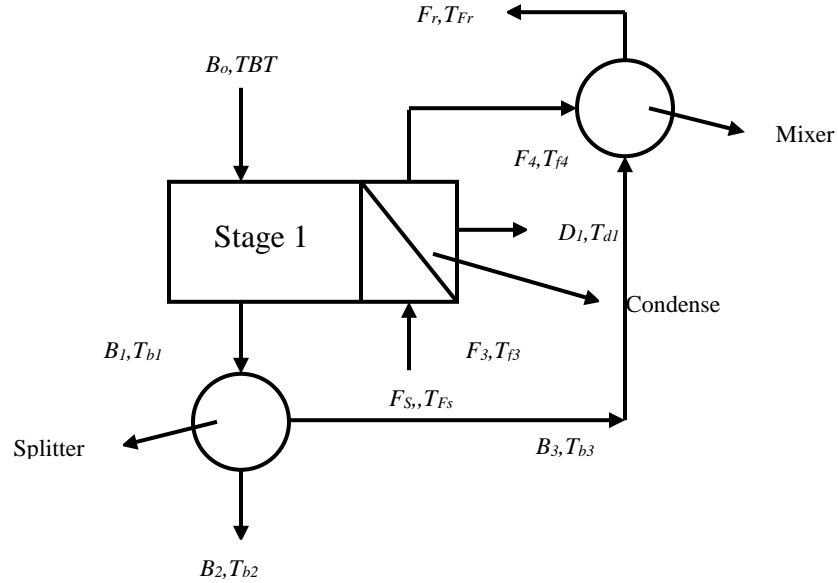 Fr,TFr
Bo,TBT
Mixer
F4,Tf4
Stage 1
D1,Td1
Condense
B1,Tb1
F3,Tf3
FS,,TFs
Splitter
B3,Tb3
B2,Tb2